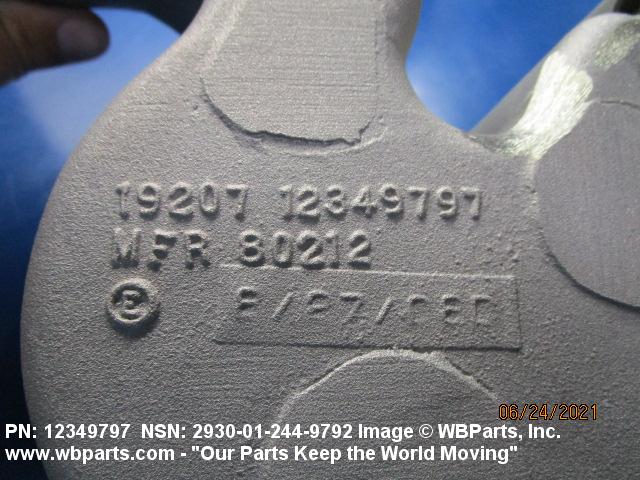 19207 12349797
MFR 80212
E
06/24/2021
PN: 12349797 NSN: 2930-01-244-9792 Image © WBParts, Inc.
www.wbparts.com - "Our Parts Keep the World Moving"